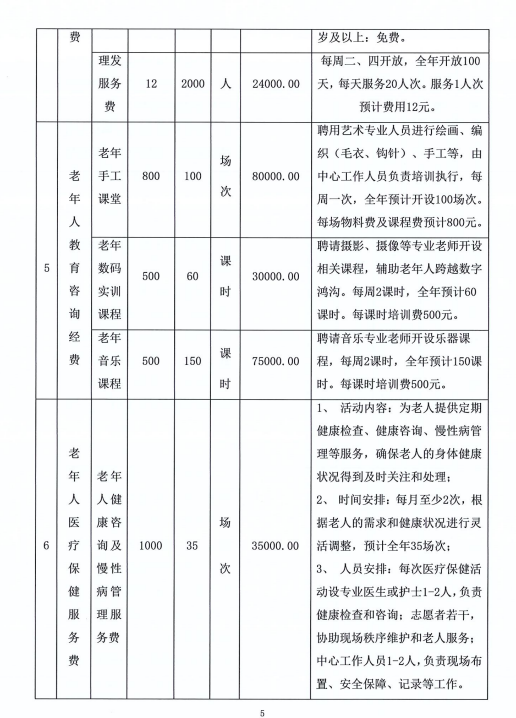 费
岁及以上：免费。
理发
服务
费
12
2000
人
24000.00
每周二、四开放，全年开放100
天，每天服务20人次。服务1人次
预计费用12元。
5
老
年
人
教
育
咨
询
经
费
老年
手工
课堂
800
100
场
次
80000.00
聘用艺术专业人员进行绘画、编
织（毛衣、钩针）、手工等，由
中心工作人员负责培训执行，每
周一次，全年预计开设100场次。
每场物料费及课程费预计800元。
老年
数码
实训
课程
500
60
课
时
30000.00
聘请摄影、摄像等专业老师开设
相关课程，辅助老年人跨越数字
鸿沟。每周2课时，全年预计60
课时。每课时培训费500元。
老年
音乐
课程
500
150
课
时
75000.00
聘请音乐专业老师开设乐器课
程，每周2课时，全年预计150课
时。每课时培训费500元。
6
老
年
人
医
疗
保
健
服
务
费
老年
人健
康咨
询及
慢性
病管
理服
务费
1000
35
场
次
35000.00
1、 活动内容：为老人提供定期
健康检查、健康咨询、慢性病管
理等服务，确保老人的身体健康
状况得到及时关注和处理；
2、 时间安排：每月至少2次，根
据老人的需求和健康状况进行灵
活调整，预计全年35场次；
3、 人员安排：每次医疗保健活
动设专业医生或护士1-2人，负责
健康检查和咨询；志愿者若干，
协助现场秩序维护和老人服务；
中心工作人员1-2人，负责现场布
置、安全保障、记录等工作。
5